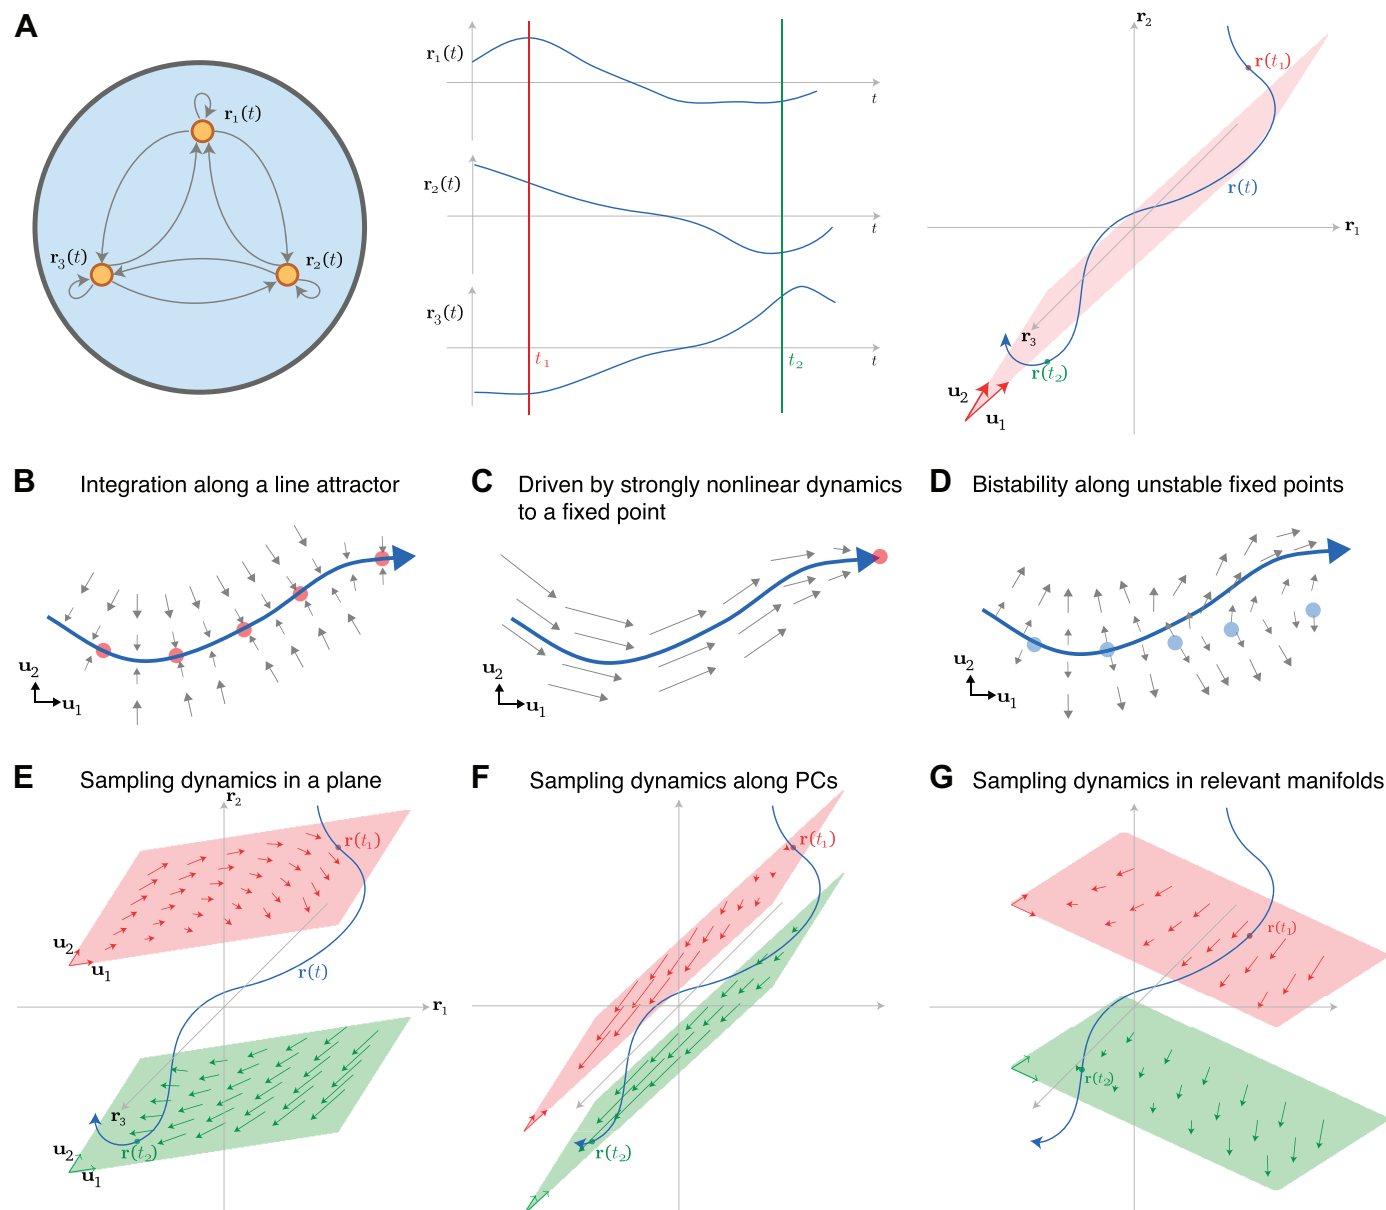 A
r₁(t)
r₃(t)
r₂(t)
r₁(t)
t
r₂(t)
t
r₃(t)
t
t₁
t₂
r₂
r(t₁)
r(t)
r₁
r₃
r(t₂)
u₂
u₁
B Integration along a line attractor
u₂
u₁
C Driven by strongly nonlinear dynamics
to a fixed point
u₂
u₁
D Bistability along unstable fixed points
u₂
u₁
E Sampling dynamics in a plane
r₂
r(t₁)
u₂
u₁
r(t)
r₁
r₃
r(t₂)
u₂
u₁
F Sampling dynamics along PCs
r(t₁)
r(t₂)
G Sampling dynamics in relevant manifolds
r(t₁)
r(t₂)